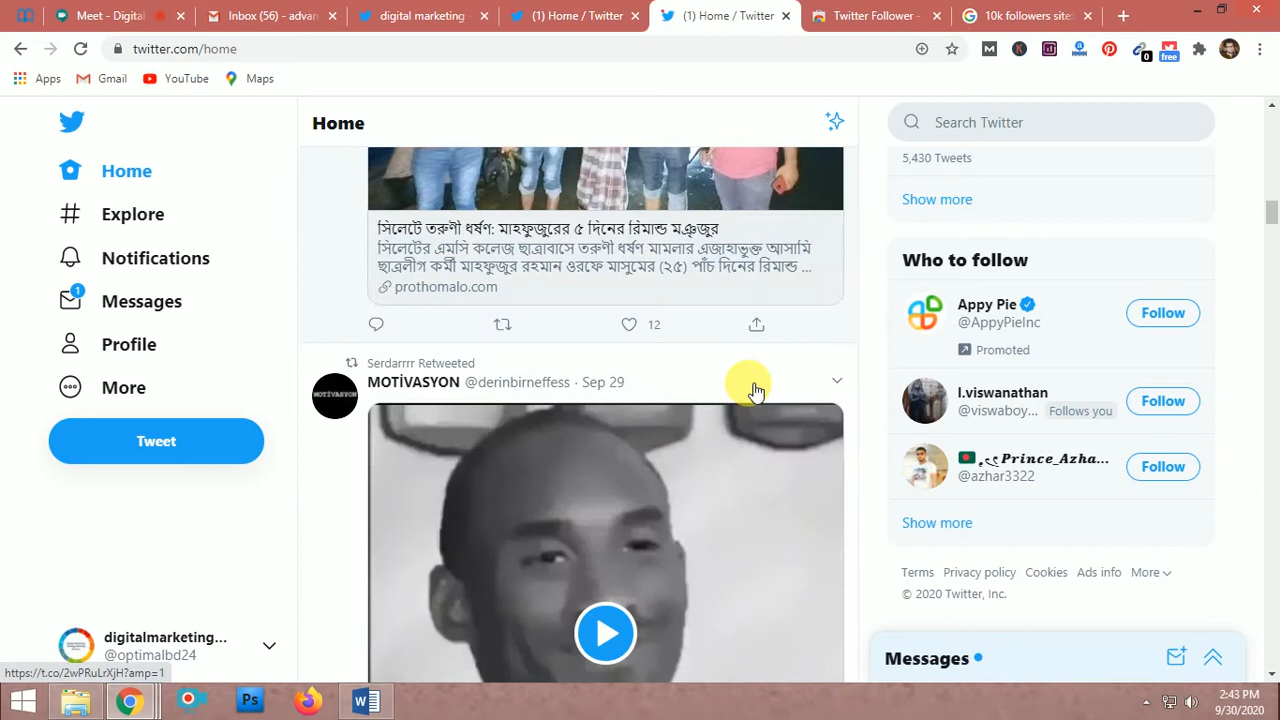 Meet - Digital
Inbox (56) - advan
digital marketing -
(1) Home / Twitter
(1) Home / Twitter
Twitter Follower -
10k followers site:
twitter.com/home
0
free
Apps
Gmail
YouTube
Maps
Home
Explore
Notifications
1
Messages
Profile
More
Tweet
digitalmarketing...
@optimalbd24
https://t.co/2wPRuLrXjH?amp=1
Home
সিলেটে তরুণী ধর্ষণ: মাহফুজুরের ৫ দিনের রিমান্ড মঞ্জুর
সিলেটের এমসি কলেজ ছাত্রাবাসে তরুণী ধর্ষণ মামলার এজাহাভুক্ত আসামি
ছাত্রলীগ কর্মী মাহফুজুর রহমান ওরফে মাসুমের (২৫) পাঁচ দিনের রিমান্ড ...
prothomalo.com
12
Serdarrrr Retweeted
MOTİVASYON @derinbirneffess · Sep 29
MOTİVASYON
Search Twitter
5,430 Tweets
Show more
Who to follow
Appy Pie
@AppyPieInc
Follow
Promoted
l.viswanathan
@viswaboy... Follows you
Follow
Prince_Azha...
@azhar3322
Follow
Show more
Terms Privacy policy Cookies Ads info More
© 2020 Twitter, Inc.
Messages
Ps
2:43 PM
9/30/2020